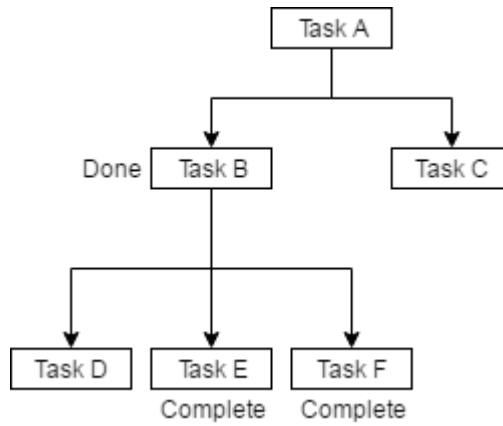 Task A
Done
Task B
Task C
Task D
Task E
Task F
Complete
Complete